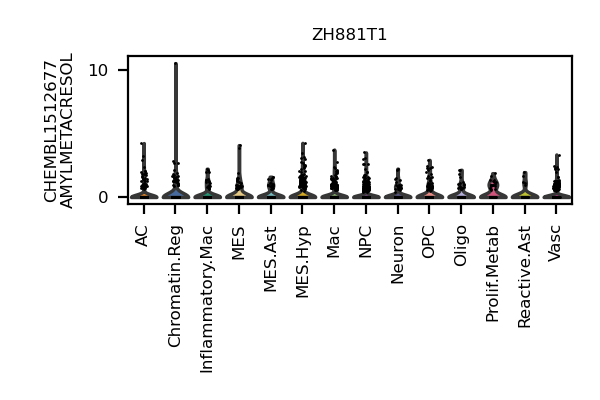 ZH881T1
CHEMBL1512677
AMYLMETACRESOL
10
0
AC
Chromatin.Reg
Inflammatory.Mac
MES
MES.Ast
MES.Hyp
Mac
NPC
Neuron
OPC
Oligo
Prolif.Metab
Reactive.Ast
Vasc